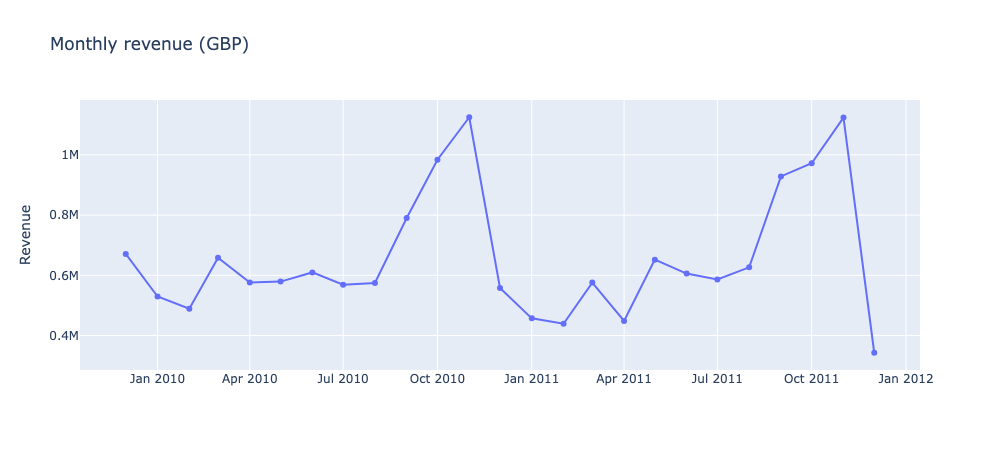 Monthly revenue (GBP)
1M
0.8M
0.6M
0.4M
Revenue
Jan 2010 Apr 2010 Jul 2010 Oct 2010 Jan 2011 Apr 2011 Jul 2011 Oct 2011 Jan 2012